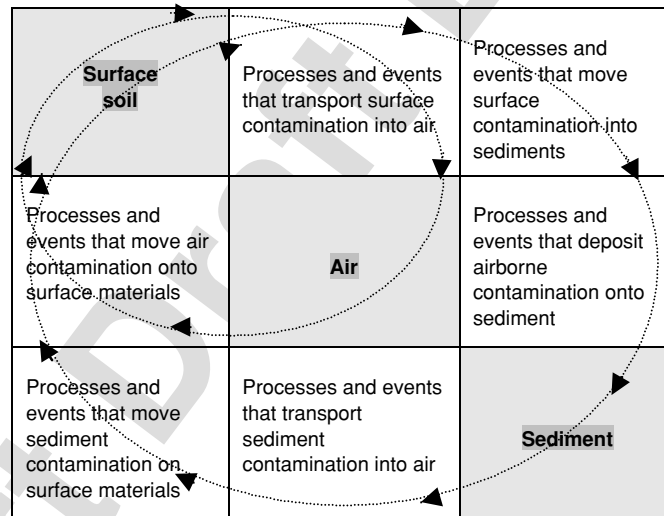 Surface
soil
Processes and events
that transport surface
contamination into air
Processes and
events that move
surface
contamination into
sediments
Processes and
events that move air
contamination onto
surface materials
Air
Processes and
events that deposit
airborne
contamination onto
sediment
Processes and
events that move
sediment
contamination on
surface materials
Processes and events
that transport
sediment
contamination into air
Sediment
Draft